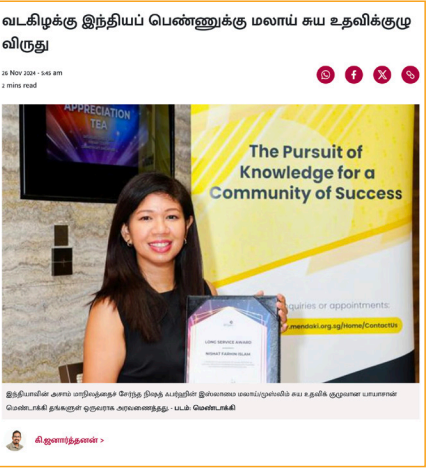 வடகிழக்கு இந்தியப் பெண்ணுக்கு மலாய் சுய உதவிக்குழு
விருது
26 Nov 2024 - 5:45 am
2 mins read
APPRECIATION
TEA
The Pursuit of
Knowledge for a
Community of Success
quiries or appointments:
.mendaki.org.sg/Home/ContactUs
LONG SERVICE AWARD
NISHAT FARHIN ISLAM
இந்தியாவின் அசாம் மாநிலத்தைச் சேர்ந்த நிஷத் ஃபர்ஹின் இஸ்லாமை மலாய்/முஸ்லிம் சுய உதவிக் குழுவான யாயாசான்
மெண்டாக்கி தங்களுள் ஒருவராக அரவணைத்தது. - படம்: மெண்டாக்கி
கி.ஜனார்த்தனன் >